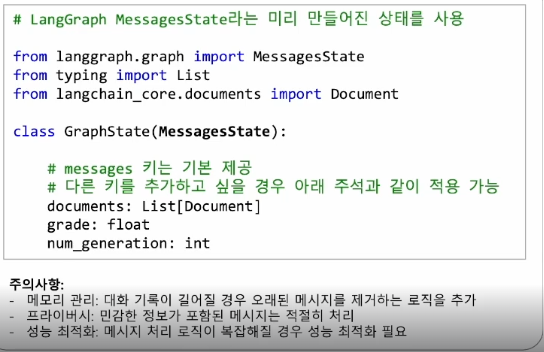 # LangGraph MessagesState라는 미리 만들어진 상태를 사용
from langgraph.graph import MessagesState
from typing import List
from langchain_core.documents import Document
class GraphState(MessagesState):
# messages 키는 기본 제공
# 다른 키를 추가하고 싶을 경우 아래 주석과 같이 적용 가능
documents: List[Document]
grade: float
num_generation: int
주의사항:
- 메모리 관리: 대화 기록이 길어질 경우 오래된 메시지를 제거하는 로직을 추가
- 프라이버시: 민감한 정보가 포함된 메시지는 적절히 처리
- 성능 최적화: 메시지 처리 로직이 복잡해질 경우 성능 최적화 필요